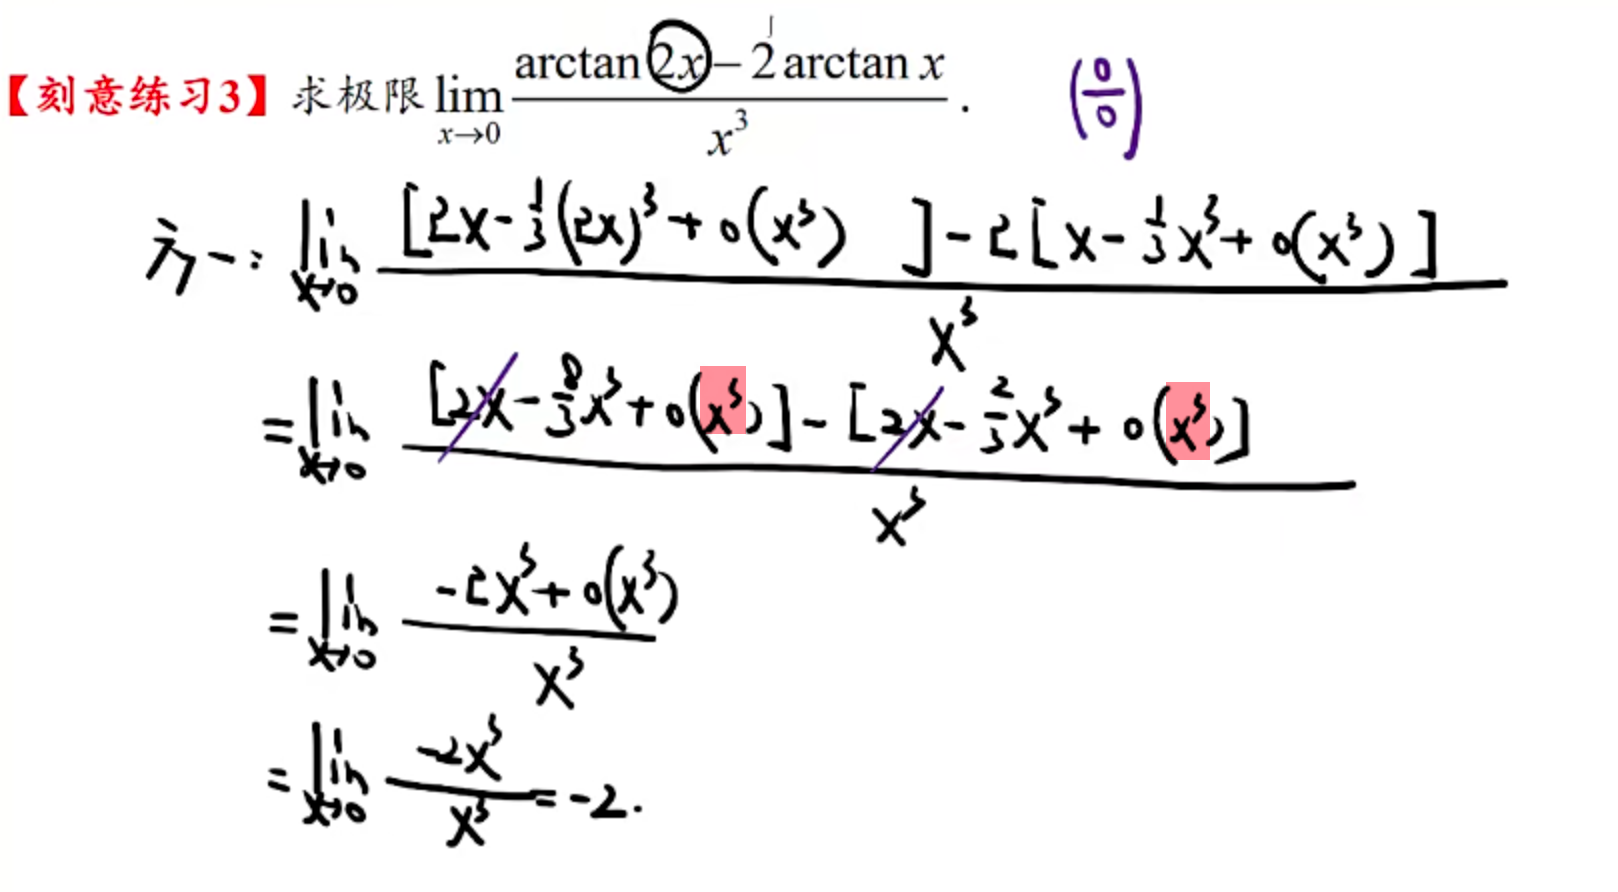 【刻意练习3】求极限 lim_{x→0} (arctan 2x − 2 arctan x)/x³ . (0/0)
方一: lim_{x→0} ([2x − 1/3(2x)³ + o(x³) ] − 2[x − 1/3x³ + o(x³)])/x³
= lim_{x→0} ([2x − 8/3x³ + o(x³)] − [2x − 2/3x³ + o(x³)])/x³
= lim_{x→0} (−2x³ + o(x³))/x³
= lim_{x→0} −2x³/x³ = −2.